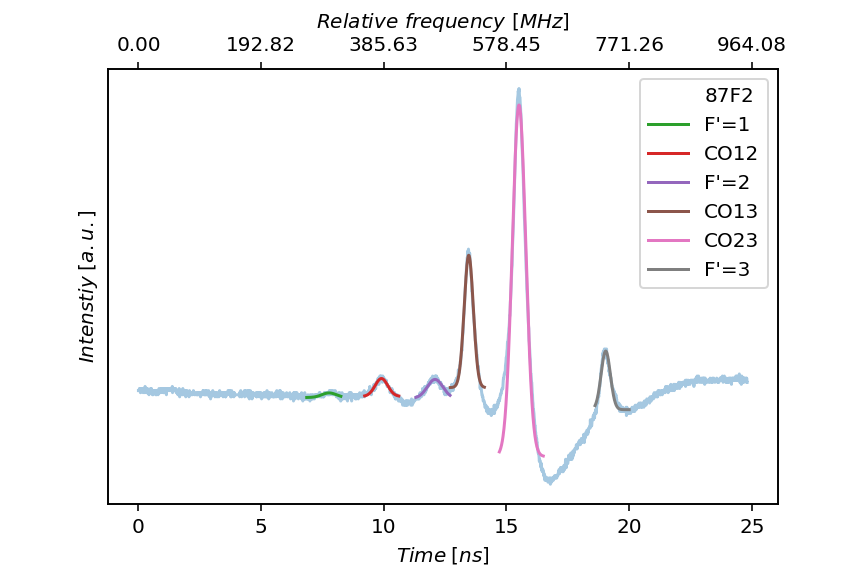 Relative frequency [MHz]
0.00 192.82 385.63 578.45 771.26 964.08
87F2
F'=1
CO12
F'=2
CO13
CO23
F'=3
Intenstiy [a.u.]
0 5 10 15 20 25
Time [ns]